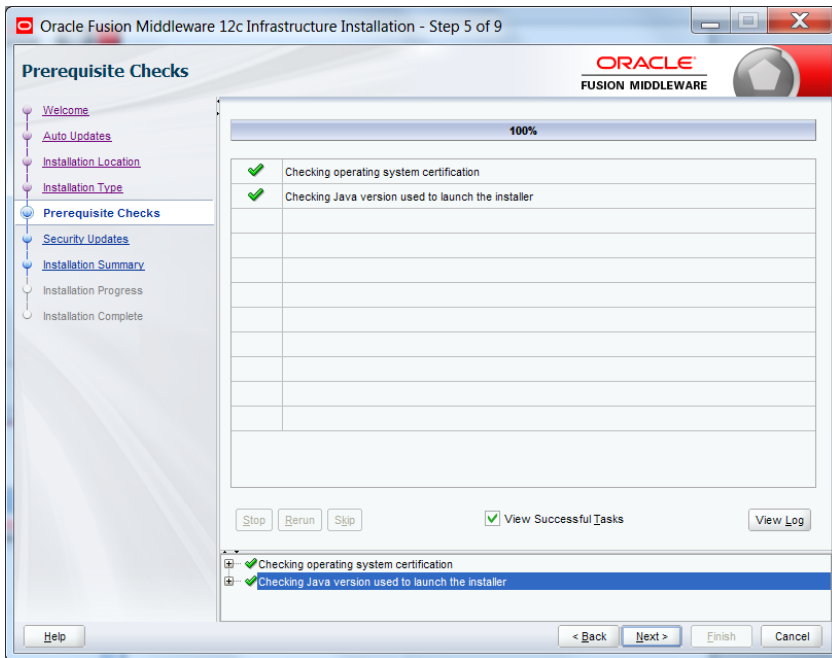 Oracle Fusion Middleware 12c Infrastructure Installation - Step 5 of 9
Prerequisite Checks
ORACLE
FUSION MIDDLEWARE
Welcome
Auto Updates
Installation Location
Installation Type
Prerequisite Checks
Security Updates
Installation Summary
Installation Progress
Installation Complete
100%
Checking operating system certification
Checking Java version used to launch the installer
Stop Rerun Skip View Successful Tasks View Log
Checking operating system certification
Checking Java version used to launch the installer
Help < Back Next > Finish Cancel